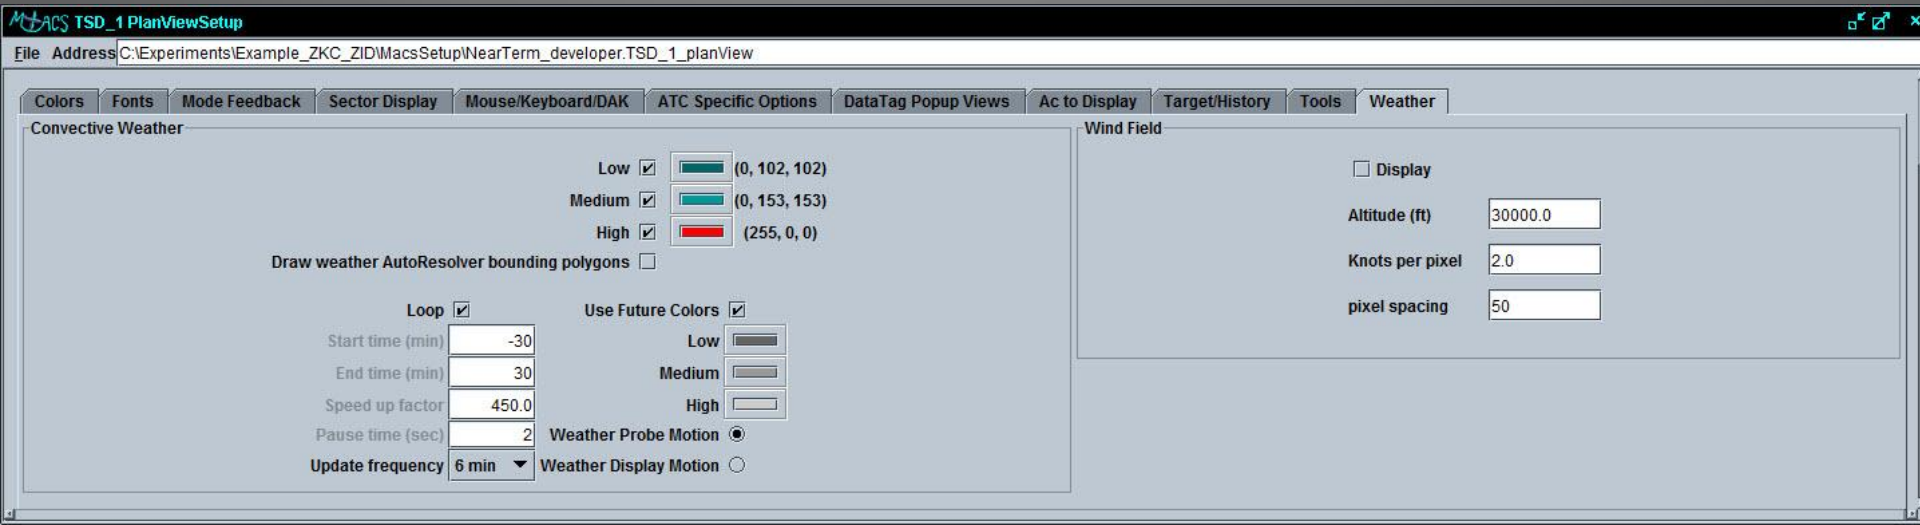 MACS TSD_1 PlanViewSetup
File Address C:\Experiments\Example_ZKC_ZID\MacsSetup\NearTerm_developer.TSD_1_planView
Colors Fonts Mode Feedback Sector Display Mouse/Keyboard/DAK ATC Specific Options DataTag Popup Views Ac to Display Target/History Tools Weather
Convective Weather
Low (0, 102, 102)
Medium (0, 153, 153)
High (255, 0, 0)
Draw weather AutoResolver bounding polygons
Loop Use Future Colors
Start time (min) -30 Low
End time (min) 30 Medium
Speed up factor 450.0 High
Pause time (sec) 2 Weather Probe Motion
Update frequency 6 min Weather Display Motion
Wind Field
Display
Altitude (ft) 30000.0
Knots per pixel 2.0
pixel spacing 50